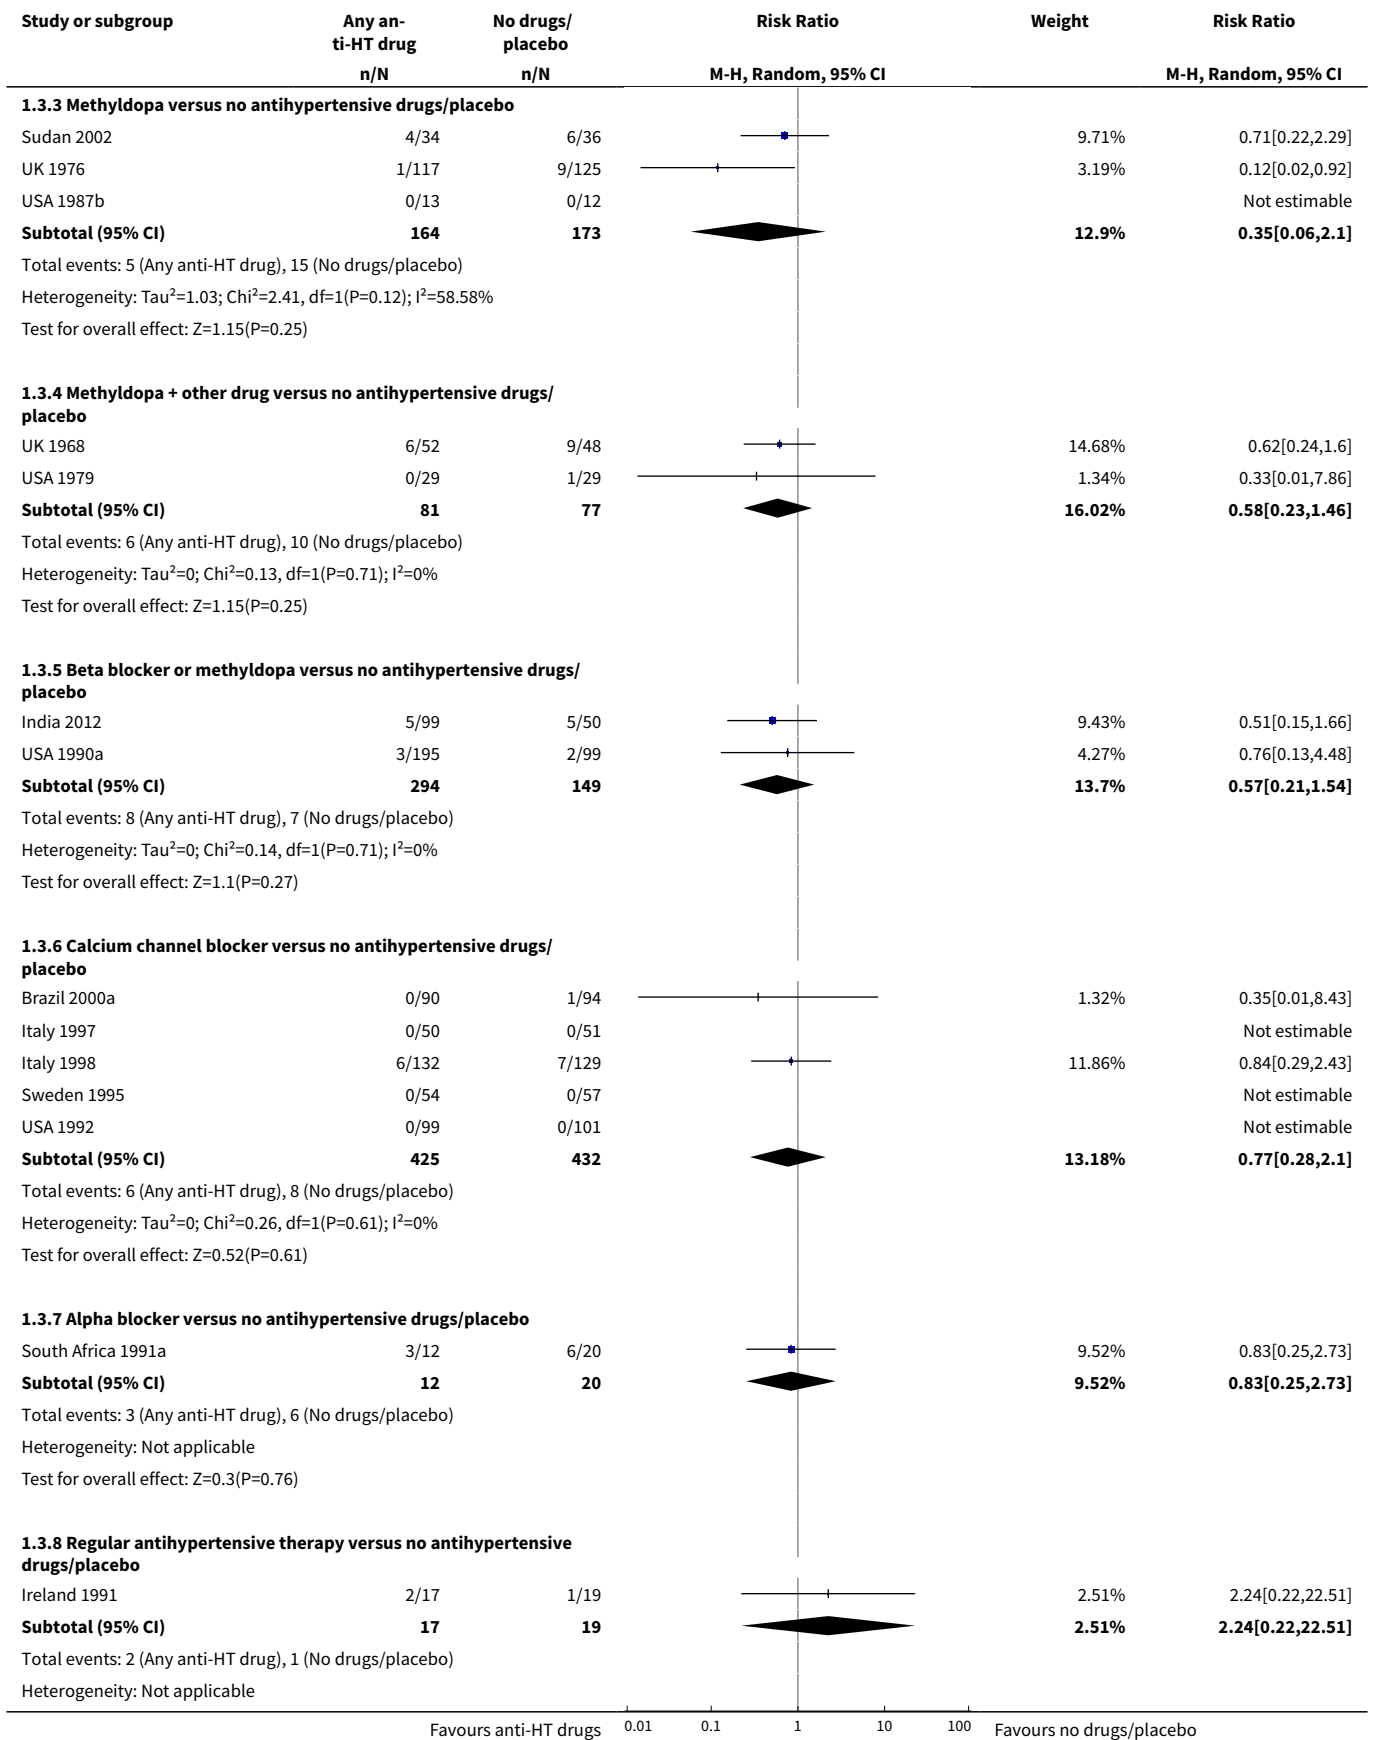 Study or subgroup Any an- No drugs/ Risk Ratio Weight Risk Ratio
ti-HT drug placebo
n/N n/N M-H, Random, 95% CI M-H, Random, 95% CI
1.3.3 Methyldopa versus no antihypertensive drugs/placebo
Sudan 2002 4/34 6/36 9.71% 0.71[0.22,2.29]
UK 1976 1/117 9/125 3.19% 0.12[0.02,0.92]
USA 1987b 0/13 0/12 Not estimable
Subtotal (95% CI) 164 173 12.9% 0.35[0.06,2.1]
Total events: 5 (Any anti-HT drug), 15 (No drugs/placebo)
Heterogeneity: Tau²=1.03; Chi²=2.41, df=1(P=0.12); I²=58.58%
Test for overall effect: Z=1.15(P=0.25)
1.3.4 Methyldopa + other drug versus no antihypertensive drugs/
placebo
UK 1968 6/52 9/48 14.68% 0.62[0.24,1.6]
USA 1979 0/29 1/29 1.34% 0.33[0.01,7.86]
Subtotal (95% CI) 81 77 16.02% 0.58[0.23,1.46]
Total events: 6 (Any anti-HT drug), 10 (No drugs/placebo)
Heterogeneity: Tau²=0; Chi²=0.13, df=1(P=0.71); I²=0%
Test for overall effect: Z=1.15(P=0.25)
1.3.5 Beta blocker or methyldopa versus no antihypertensive drugs/
placebo
India 2012 5/99 5/50 9.43% 0.51[0.15,1.66]
USA 1990a 3/195 2/99 4.27% 0.76[0.13,4.48]
Subtotal (95% CI) 294 149 13.7% 0.57[0.21,1.54]
Total events: 8 (Any anti-HT drug), 7 (No drugs/placebo)
Heterogeneity: Tau²=0; Chi²=0.14, df=1(P=0.71); I²=0%
Test for overall effect: Z=1.1(P=0.27)
1.3.6 Calcium channel blocker versus no antihypertensive drugs/
placebo
Brazil 2000a 0/90 1/94 1.32% 0.35[0.01,8.43]
Italy 1997 0/50 0/51 Not estimable
Italy 1998 6/132 7/129 11.86% 0.84[0.29,2.43]
Sweden 1995 0/54 0/57 Not estimable
USA 1992 0/99 0/101 Not estimable
Subtotal (95% CI) 425 432 13.18% 0.77[0.28,2.1]
Total events: 6 (Any anti-HT drug), 8 (No drugs/placebo)
Heterogeneity: Tau²=0; Chi²=0.26, df=1(P=0.61); I²=0%
Test for overall effect: Z=0.52(P=0.61)
1.3.7 Alpha blocker versus no antihypertensive drugs/placebo
South Africa 1991a 3/12 6/20 9.52% 0.83[0.25,2.73]
Subtotal (95% CI) 12 20 9.52% 0.83[0.25,2.73]
Total events: 3 (Any anti-HT drug), 6 (No drugs/placebo)
Heterogeneity: Not applicable
Test for overall effect: Z=0.3(P=0.76)
1.3.8 Regular antihypertensive therapy versus no antihypertensive
drugs/placebo
Ireland 1991 2/17 1/19 2.51% 2.24[0.22,22.51]
Subtotal (95% CI) 17 19 2.51% 2.24[0.22,22.51]
Total events: 2 (Any anti-HT drug), 1 (No drugs/placebo)
Heterogeneity: Not applicable
Favours anti-HT drugs 0.01 0.1 1 10 100 Favours no drugs/placebo